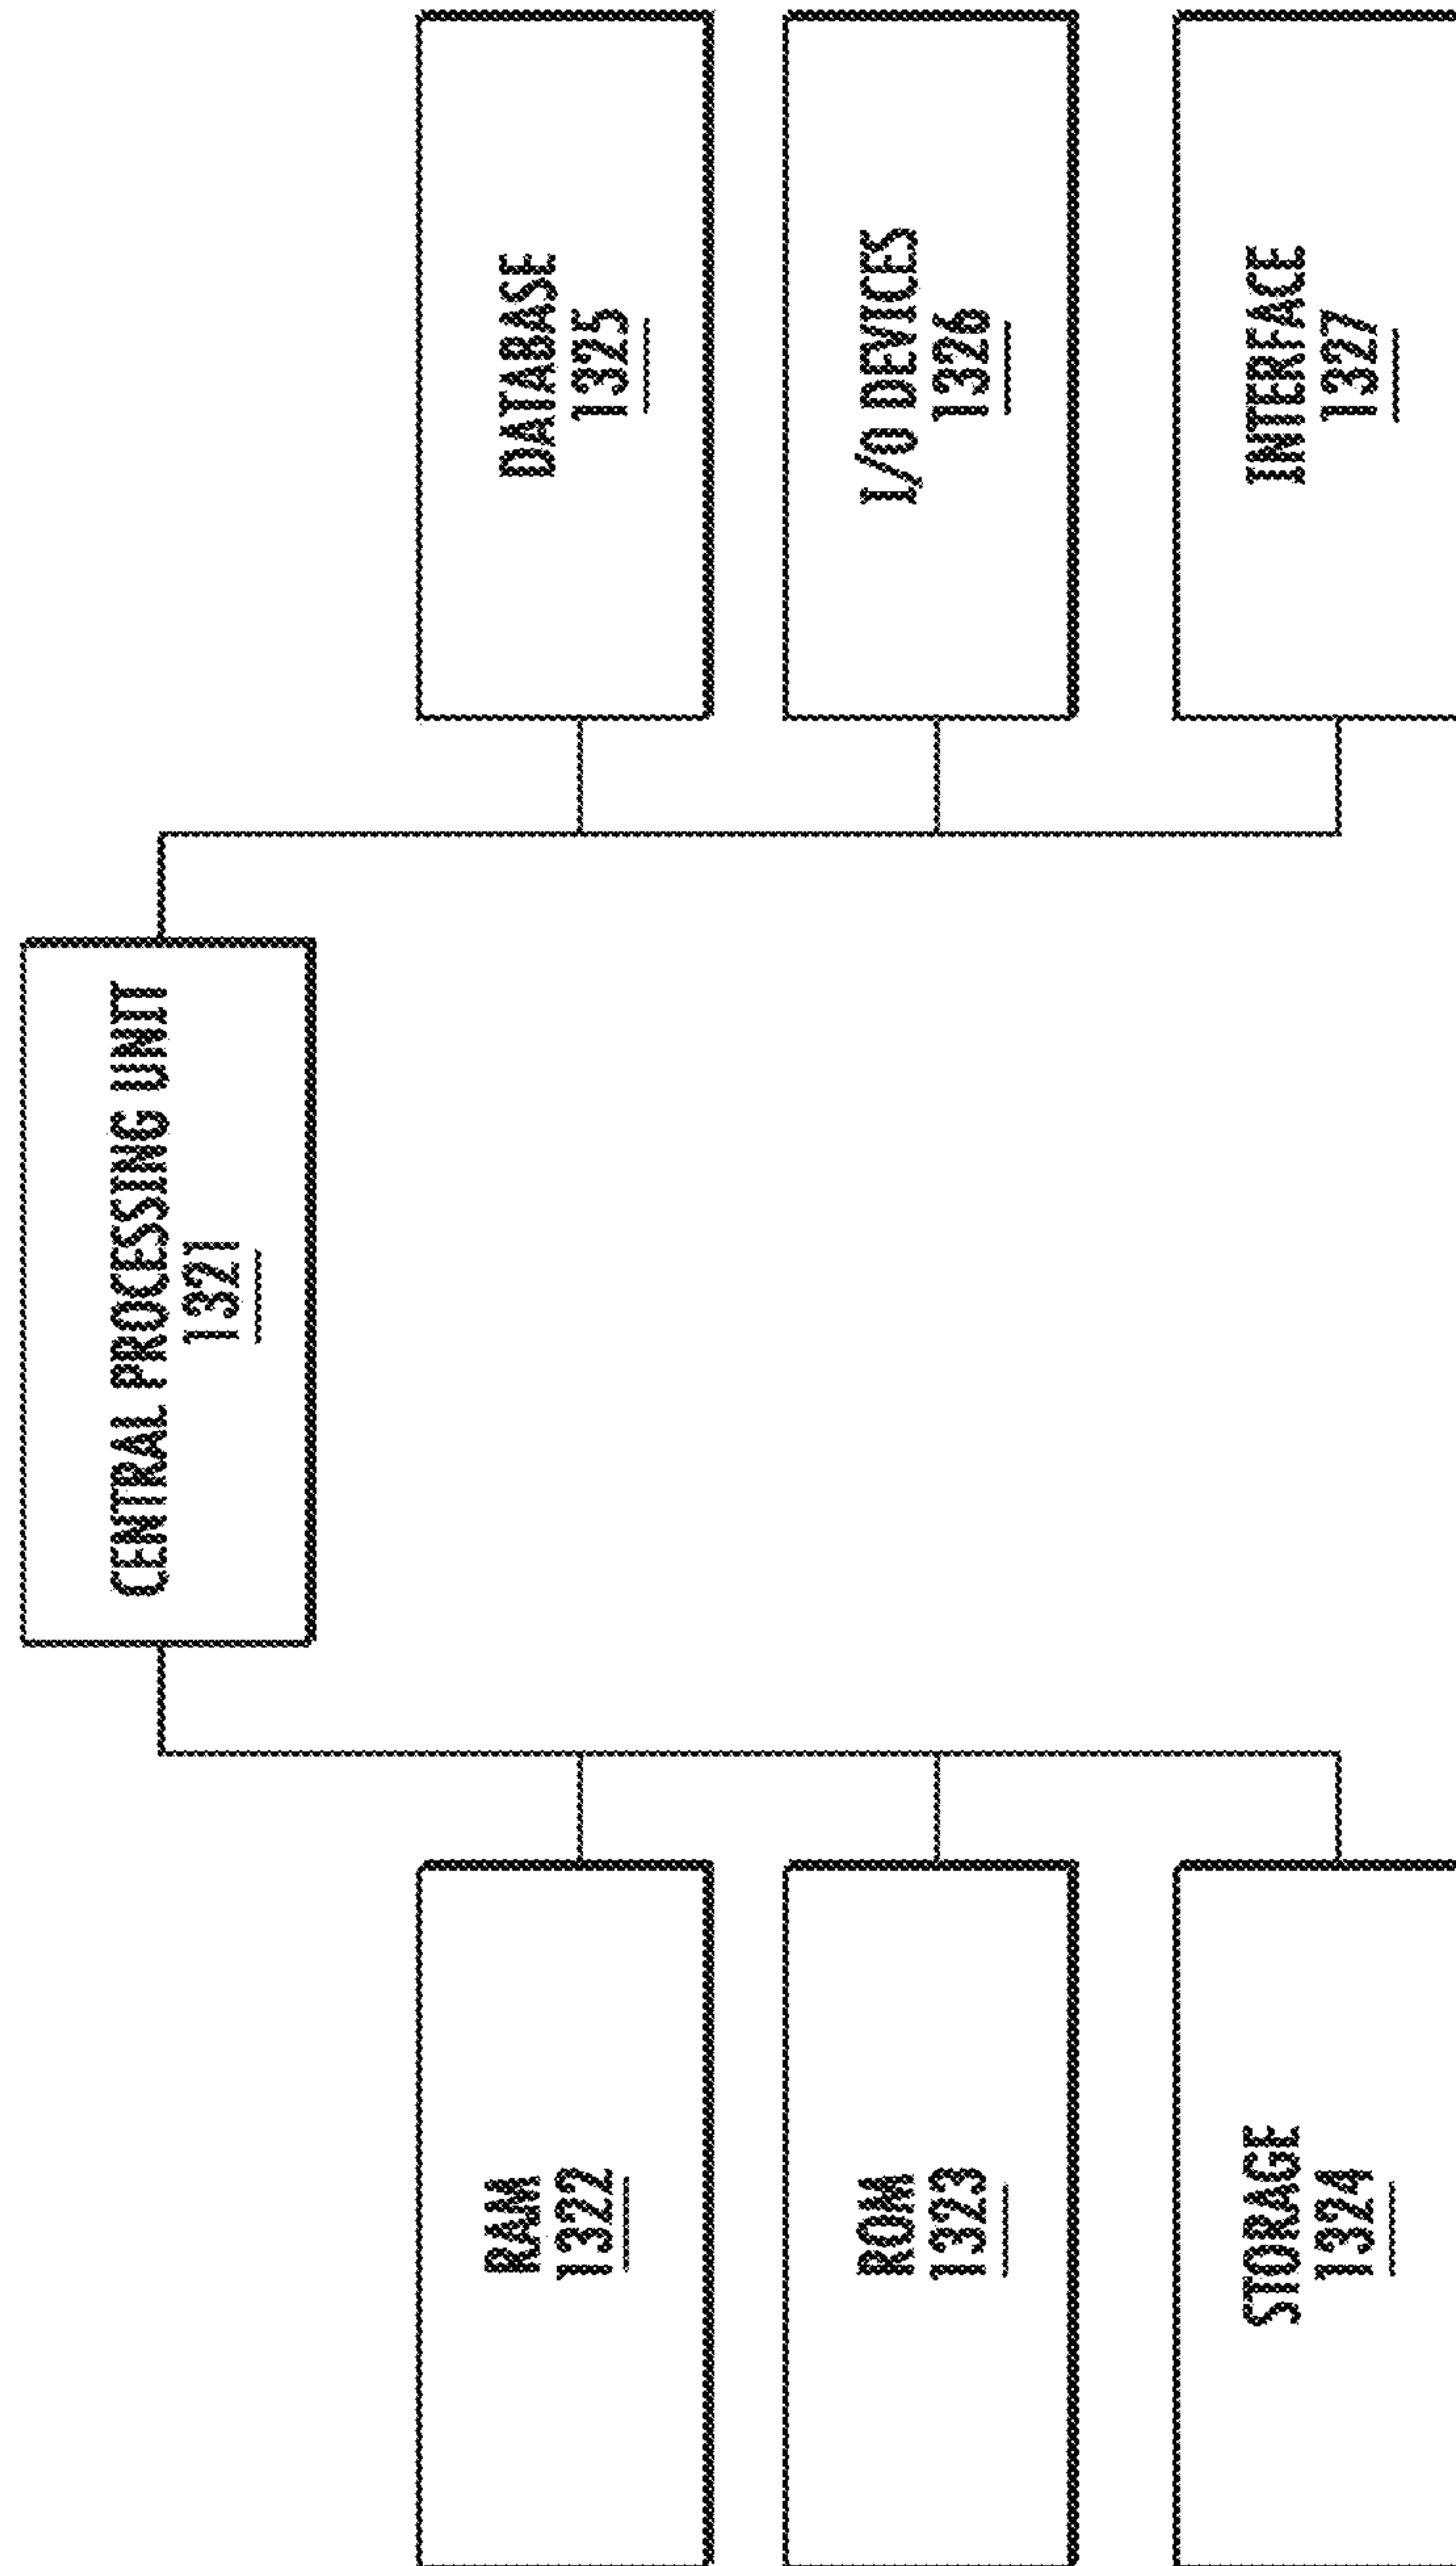 CENTRAL PROCESSING UNIT
1321
RAM
1322
DATABASE
1325
ROM
1323
I/O DEVICES
1326
STORAGE
1324
INTERFACE
1327